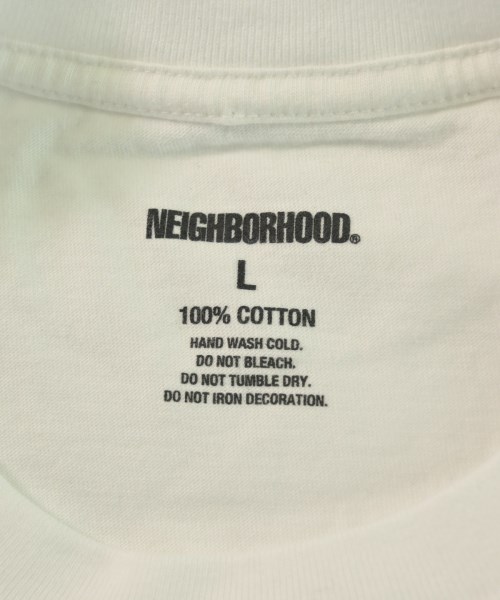 NEIGHBORHOOD®
L
100% COTTON
HAND WASH COLD.
DO NOT BLEACH.
DO NOT TUMBLE DRY.
DO NOT IRON DECORATION.